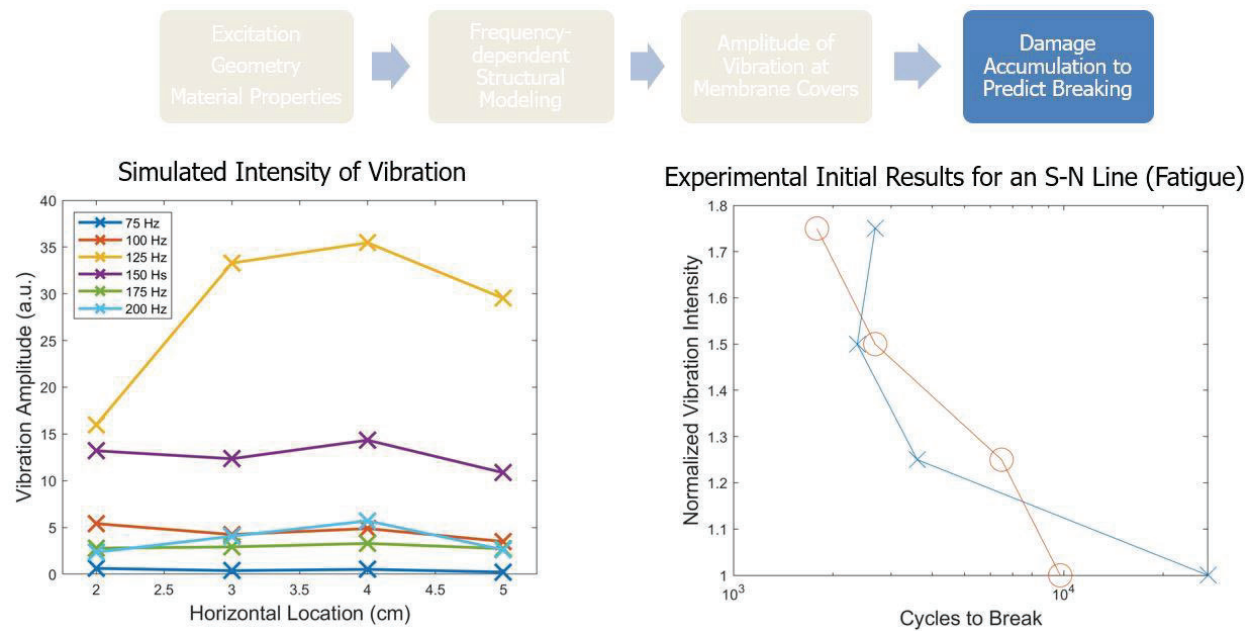 Excitation
Geometry
Material Properties
Frequency-
dependent
Structural
Modeling
Amplitude of
Vibration at
Membrane Covers
Damage
Accumulation to
Predict Breaking
Simulated Intensity of Vibration
40
35
30
25
20
15
10
5
0
Vibration Amplitude (a.u.)
75 Hz
100 Hz
125 Hz
150 Hs
175 Hz
200 Hz
2
2.5
3
3.5
4
4.5
5
Horizontal Location (cm)
Experimental Initial Results for an S-N Line (Fatigue)
1.8
1.7
1.6
1.5
1.4
1.3
1.2
1.1
1
Normalized Vibration Intensity
10³
10⁴
Cycles to Break